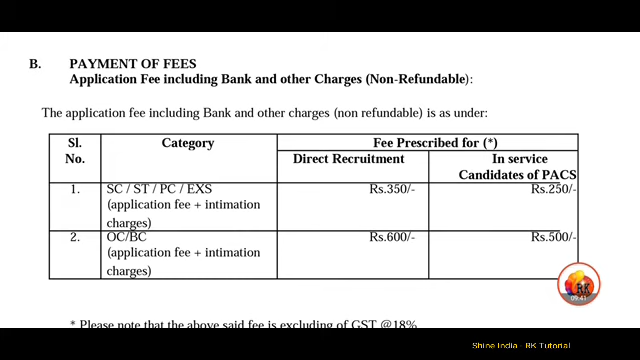 B. PAYMENT OF FEES
Application Fee including Bank and other Charges (Non-Refundable):
The application fee including Bank and other charges (non refundable) is as under:
Sl. No. Category Fee Prescribed for (*)
Direct Recruitment In service Candidates of PACS
1. SC / ST / PC / EXS Rs.350/- Rs.250/-
(application fee + intimation
charges)
2. OC/BC Rs.600/- Rs.500/-
(application fee + intimation
charges)
RK
09:41
* Please note that the above said fee is excluding of GST @18%
Shine India - RK Tutorial